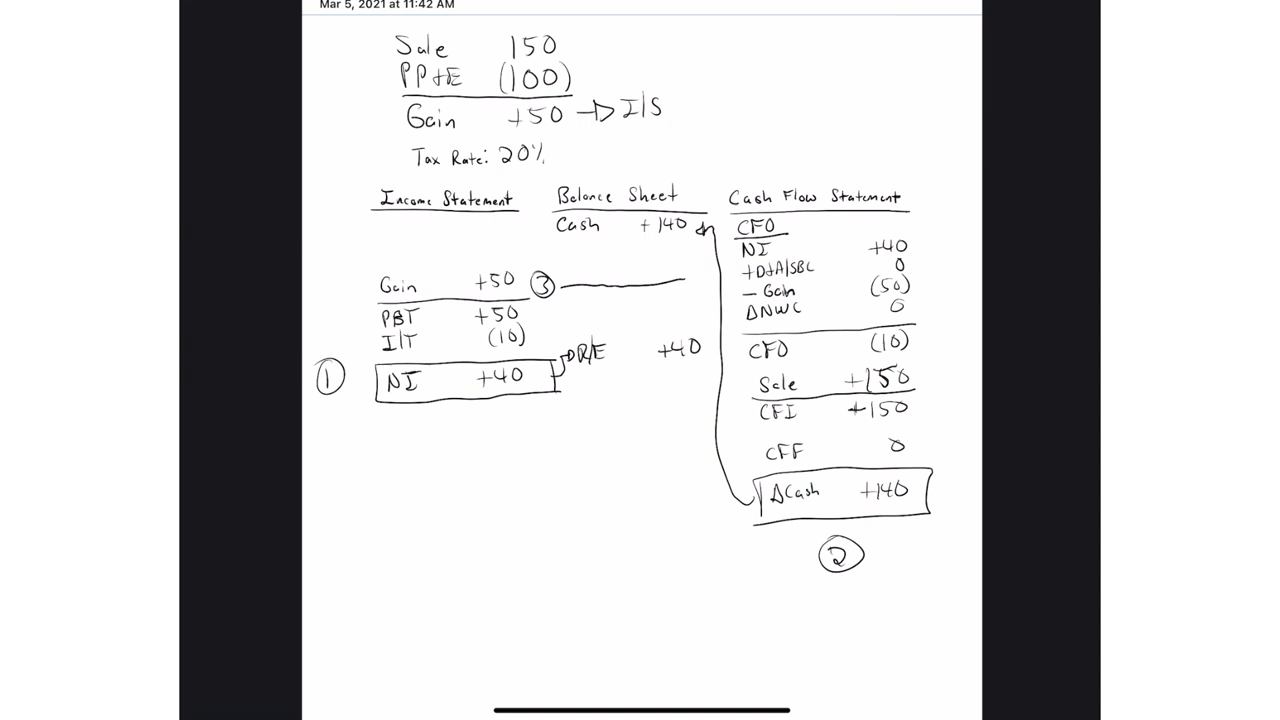 Mar 5, 2021 at 11:42 AM
Sale 150
PP+E (100)
Gain +50 → I/S
Tax Rate: 20%
Income Statement
Gain +50 ③
PBT +50
I/T (10)
① NI +40
Balance Sheet
Cash +140
R/E +40
Cash Flow Statement
CFO
NI +40
+D+A/SBC 0
- Gain (50)
ΔNWC 0
CFO (10)
Sale +150
CFI +150
CFF 0
ΔCash +140
②